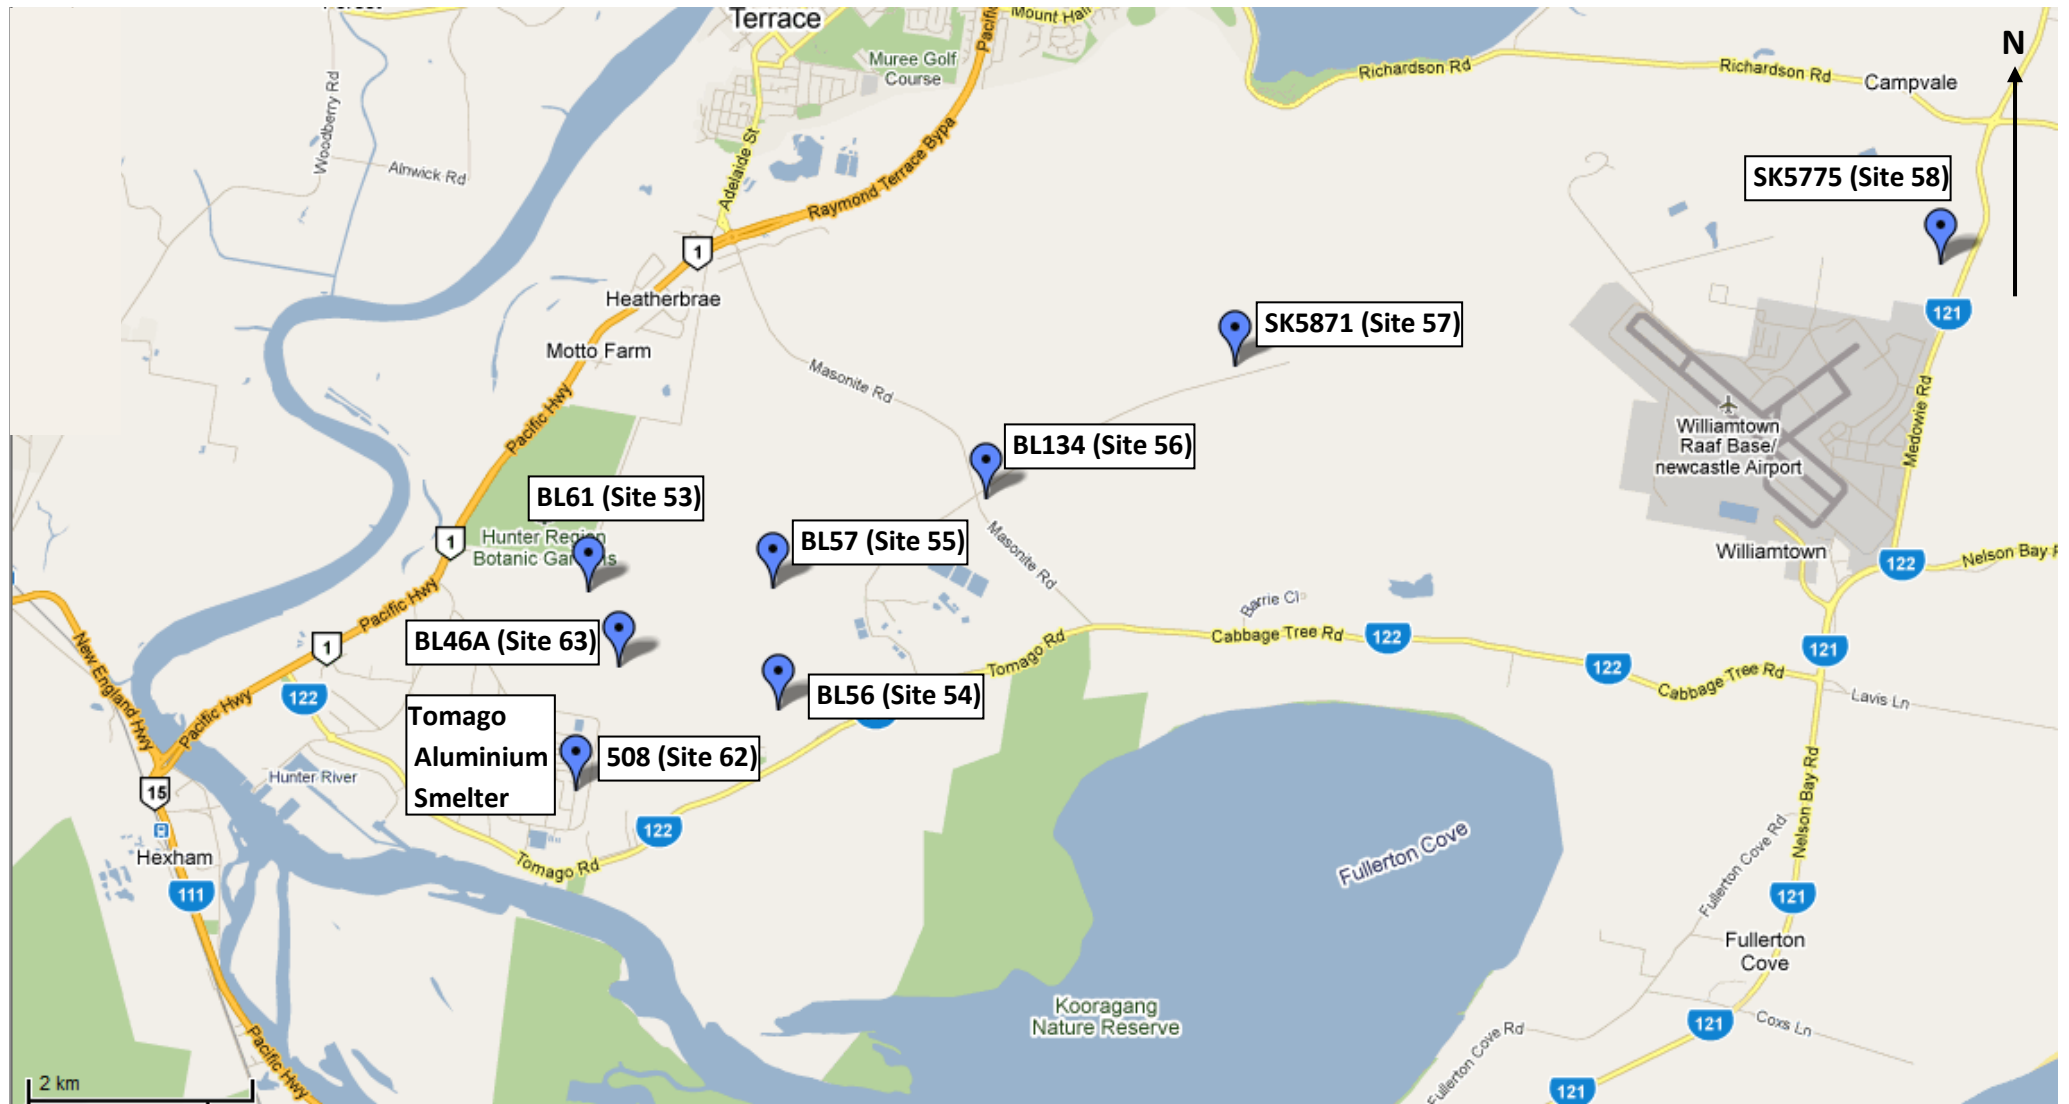 Terrace
Mount Hall
Pacific
Muree Golf
Course
Richardson Rd
Richardson Rd
Campvale
N
Woodberry Rd
Alnwick Rd
Adelaide St
Raymond Terrace Bypa
SK5775 (Site 58)
1
Heatherbrae
Motto Farm
SK5871 (Site 57)
121
Masonite Rd
Pacific Hwy
Williamtown
Raaf Base/
newcastle Airport
Medowie Rd
BL134 (Site 56)
BL61 (Site 53)
Hunter Region
Botanic Gardens
1
BL57 (Site 55)
Masonite Rd
Williamtown
122
Nelson Bay R
Pacific Hwy
Barrie Cl
BL46A (Site 63)
1
New England Hwy
Tomago Rd
Cabbage Tree Rd
122
121
122
Cabbage Tree Rd
Lavis Ln
122
Pacific Hwy
BL56 (Site 54)
Tomago
Aluminium
Smelter
508 (Site 62)
Hunter River
15
Hexham
122
Tomago Rd
111
Fullerton Cove
Nelson Bay Rd
Fullerton Cove Rd
121
Fullerton
Cove
Kooragang
Nature Reserve
121
Coxs Ln
Fullerton Cove Rd
Pacific Hwy
121
2 km